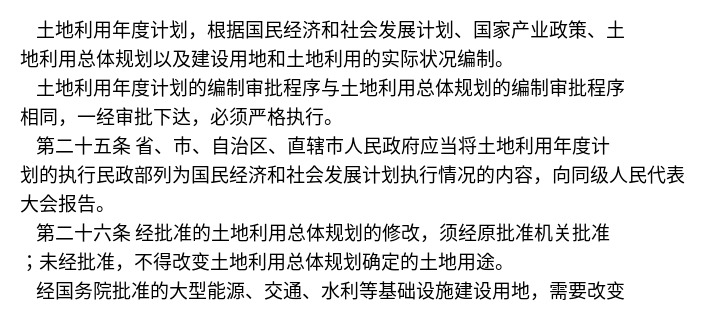 土地利用年度计划，根据国民经济和社会发展计划、国家产业政策、土
地利用总体规划以及建设用地和土地利用的实际状况编制。
土地利用年度计划的编制审批程序与土地利用总体规划的编制审批程序
相同，一经审批下达，必须严格执行。
第二十五条 省、市、自治区、直辖市人民政府应当将土地利用年度计
划的执行民政部列为国民经济和社会发展计划执行情况的内容，向同级人民代表
大会报告。
第二十六条 经批准的土地利用总体规划的修改，须经原批准机关批准
；未经批准，不得改变土地利用总体规划确定的土地用途。
经国务院批准的大型能源、交通、水利等基础设施建设用地，需要改变